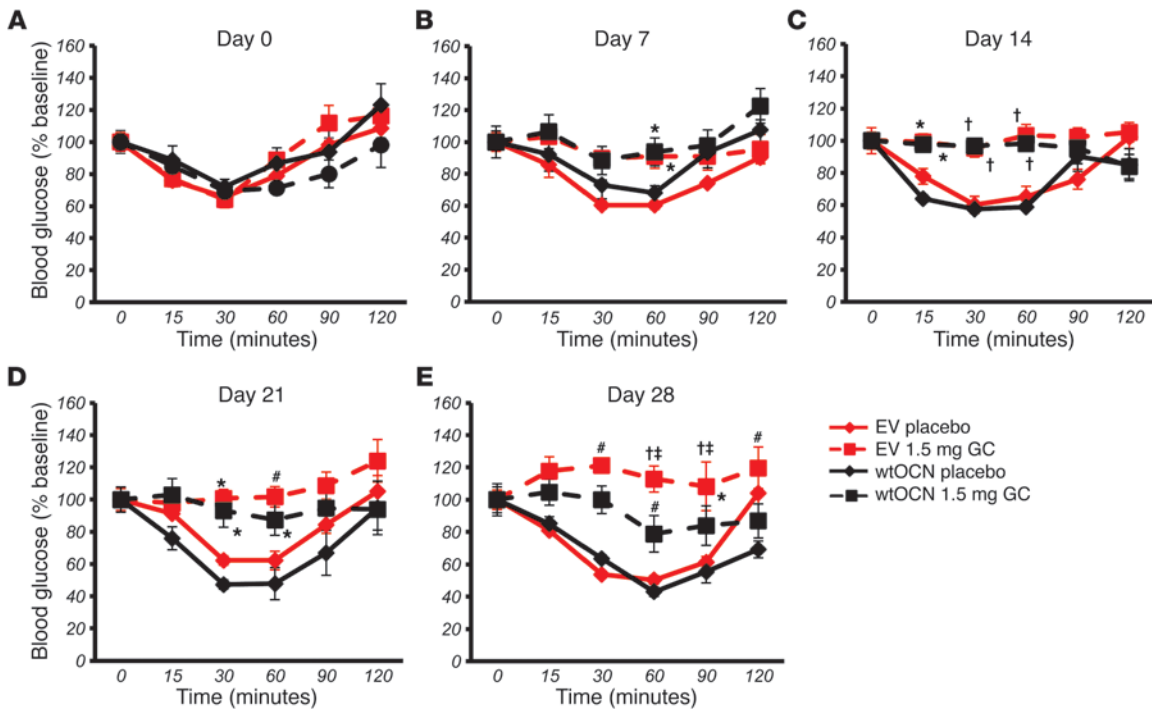 A
Day 0
Blood glucose (% baseline)
160
140
120
100
80
60
40
20
0
0 15 30 60 90 120
Time (minutes)
B
Day 7
160
140
120
100
80
60
40
20
0
*
*
0 15 30 60 90 120
Time (minutes)
C
Day 14
160
140
120
100
80
60
40
20
0
* † †
* † †
0 15 30 60 90 120
Time (minutes)
D
Day 21
Blood glucose (% baseline)
160
140
120
100
80
60
40
20
0
* #
* *
0 15 30 60 90 120
Time (minutes)
E
Day 28
160
140
120
100
80
60
40
20
0
# †‡ †‡ #
# *
0 15 30 60 90 120
Time (minutes)
EV placebo
EV 1.5 mg GC
wtOCN placebo
wtOCN 1.5 mg GC